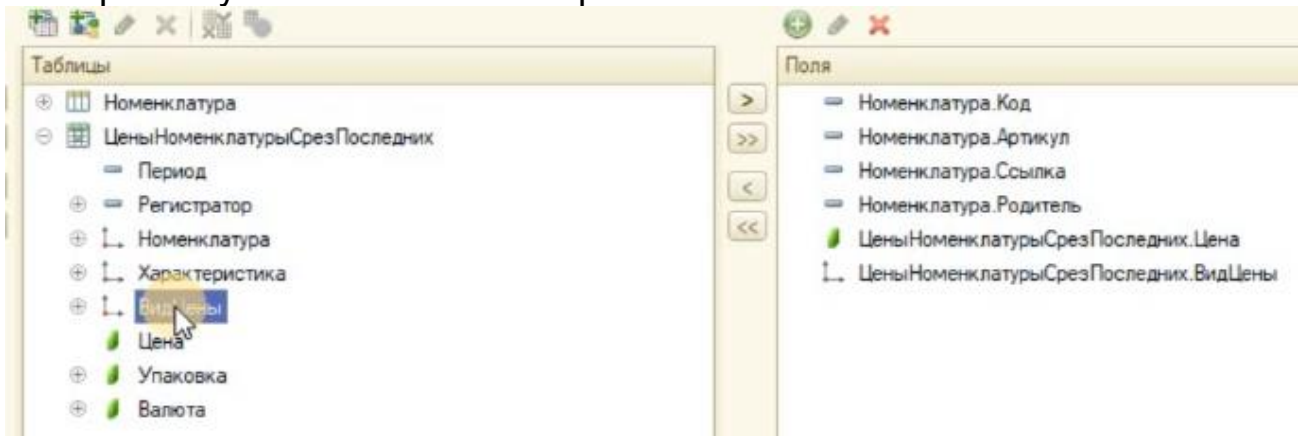 Таблицы
Номенклатура
ЦеныНоменклатурыСрезПоследних
Период
Регистратор
Номенклатура
Характеристика
ВидЦены
Цена
Упаковка
Валюта
>
>>
<
<<
Поля
Номенклатура.Код
Номенклатура.Артикул
Номенклатура.Ссылка
Номенклатура.Родитель
ЦеныНоменклатурыСрезПоследних.Цена
ЦеныНоменклатурыСрезПоследних.ВидЦены